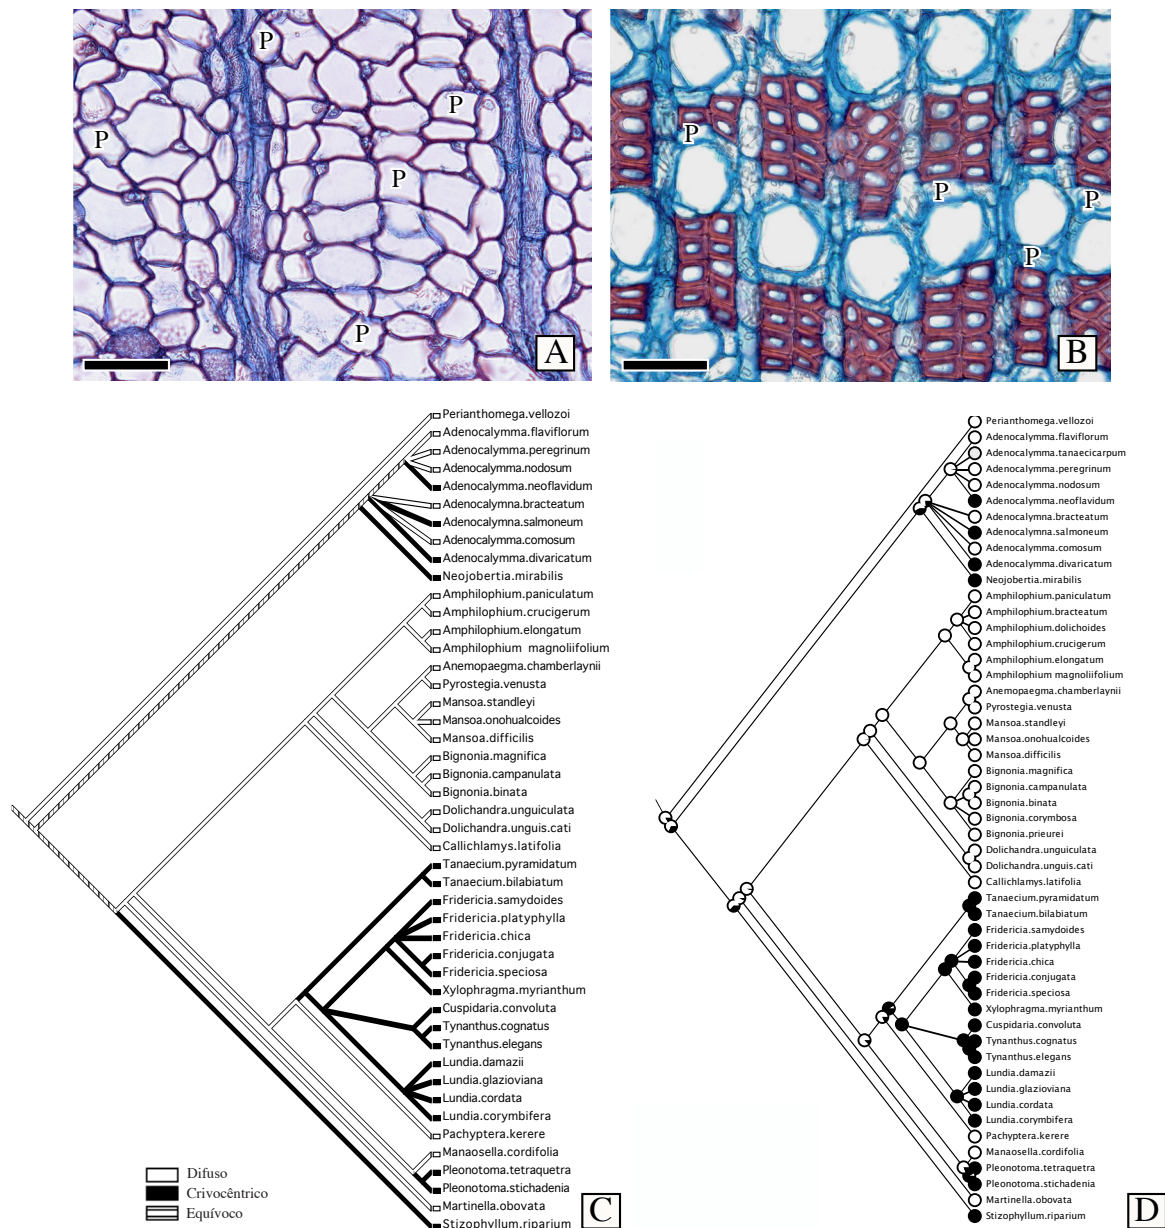 P
P
P
P
P
A
P
P
P
P
B
Perianthomega.vellozoi
Adenocalymma.flaviflorum
Adenocalymma.peregrinum
Adenocalymma.nodosum
Adenocalymma.neoflavidum
Adenocalymna.bracteatum
Adenocalymna.salmoneum
Adenocalymma.comosum
Adenocalymma.divaricatum
Neojobertia.mirabilis
Amphilophium.paniculatum
Amphilophium.crucigerum
Amphilophium.elongatum
Amphilophium magnoliifolium
Anemopaegma.chamberlaynii
Pyrostegia.venusta
Mansoa.standleyi
Mansoa.onohualcoides
Mansoa.difficilis
Bignonia.magnifica
Bignonia.campanulata
Bignonia.binata
Dolichandra.unguiculata
Dolichandra.unguis.cati
Callichlamys.latifolia
Tanaecium.pyramidatum
Tanaecium.bilabiatum
Fridericia.samydoides
Fridericia.platyphylla
Fridericia.chica
Fridericia.conjugata
Fridericia.speciosa
Xylophragma.myrianthum
Cuspidaria.convoluta
Tynanthus.cognatus
Tynanthus.elegans
Lundia.damazii
Lundia.glazioviana
Lundia.cordata
Lundia.corymbifera
Pachyptera.kerere
Manaosella.cordifolia
Pleonotoma.tetraquetra
Pleonotoma.stichadenia
Martinella.obovata
Stizophyllum.riparium
Difuso
Crivocêntrico
Equívoco
C
Perianthomega.vellozoi
Adenocalymma.flaviflorum
Adenocalymma.tanaecicarpum
Adenocalymma.peregrinum
Adenocalymma.nodosum
Adenocalymma.neoflavidum
Adenocalymna.bracteatum
Adenocalymna.salmoneum
Adenocalymma.comosum
Adenocalymma.divaricatum
Neojobertia.mirabilis
Amphilophium.paniculatum
Amphilophium.bracteatum
Amphilophium.dolichoides
Amphilophium.crucigerum
Amphilophium.elongatum
Amphilophium magnoliifolium
Anemopaegma.chamberlaynii
Pyrostegia.venusta
Mansoa.standleyi
Mansoa.onohualcoides
Mansoa.difficilis
Bignonia.magnifica
Bignonia.campanulata
Bignonia.binata
Bignonia.corymbosa
Bignonia.prieurei
Dolichandra.unguiculata
Dolichandra.unguis.cati
Callichlamys.latifolia
Tanaecium.pyramidatum
Tanaecium.bilabiatum
Fridericia.samydoides
Fridericia.platyphylla
Fridericia.chica
Fridericia.conjugata
Fridericia.speciosa
Xylophragma.myrianthum
Cuspidaria.convoluta
Tynanthus.cognatus
Tynanthus.elegans
Lundia.damazii
Lundia.glazioviana
Lundia.cordata
Lundia.corymbifera
Pachyptera.kerere
Manaosella.cordifolia
Pleonotoma.tetraquetra
Pleonotoma.stichadenia
Martinella.obovata
Stizophyllum.riparium
D